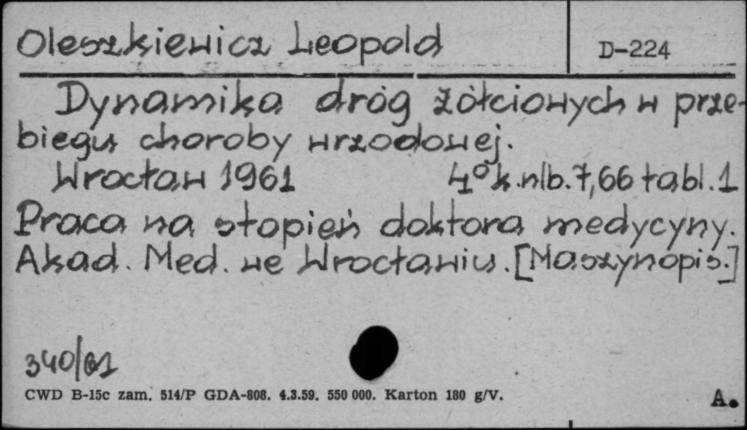 Oleszkiewicz Leopold D-224
Dynamika dróg żółciowych w prze-
biegu choroby wrzodowej.
Wrocław 1961 4° k.nlb.7,66 tabl.1
Praca na stopień doktora medycyny.
Akad. Med. we Wrocławiu. [Maszynopis.]
340/61
CWD B-15c zam. 514/P GDA-808. 4.3.59. 550 000. Karton 180 g/V.
A.